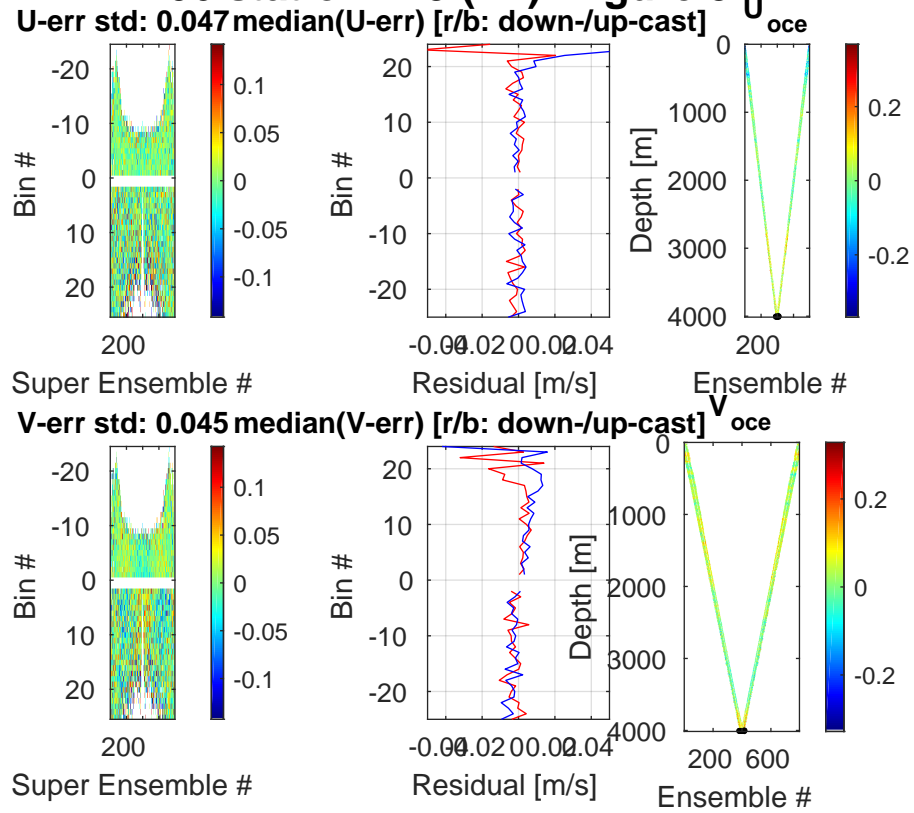 U-err std: 0.047
median(U-err) [r/b: down-/up-cast]
U oce
-20
-10
0
10
20
Bin #
200
Super Ensemble #
0.1
0.05
0
-0.05
-0.1
20
10
0
-10
-20
Bin #
-0.04 -0.02 0 0.02 0.04
Residual [m/s]
0
1000
2000
3000
4000
Depth [m]
200
Ensemble #
0.2
0
-0.2
V-err std: 0.045
median(V-err) [r/b: down-/up-cast]
V oce
-20
-10
0
10
20
Bin #
200
Super Ensemble #
0.1
0.05
0
-0.05
-0.1
20
10
0
-10
-20
Bin #
-0.04 -0.02 0 0.02 0.04
Residual [m/s]
0
1000
2000
3000
4000
Depth [m]
200 600
Ensemble #
0.2
0
-0.2